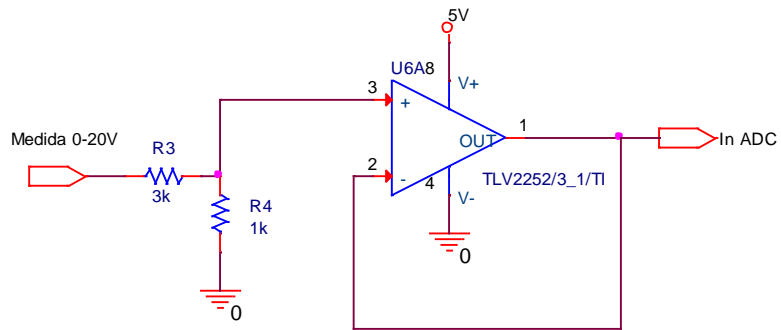 5V
U6A8
3
V+
+
Medida 0-20V
R3
1
OUT
In ADC
2
-
3k
4
TLV2252/3_1/TI
R4
V-
1k
0
0